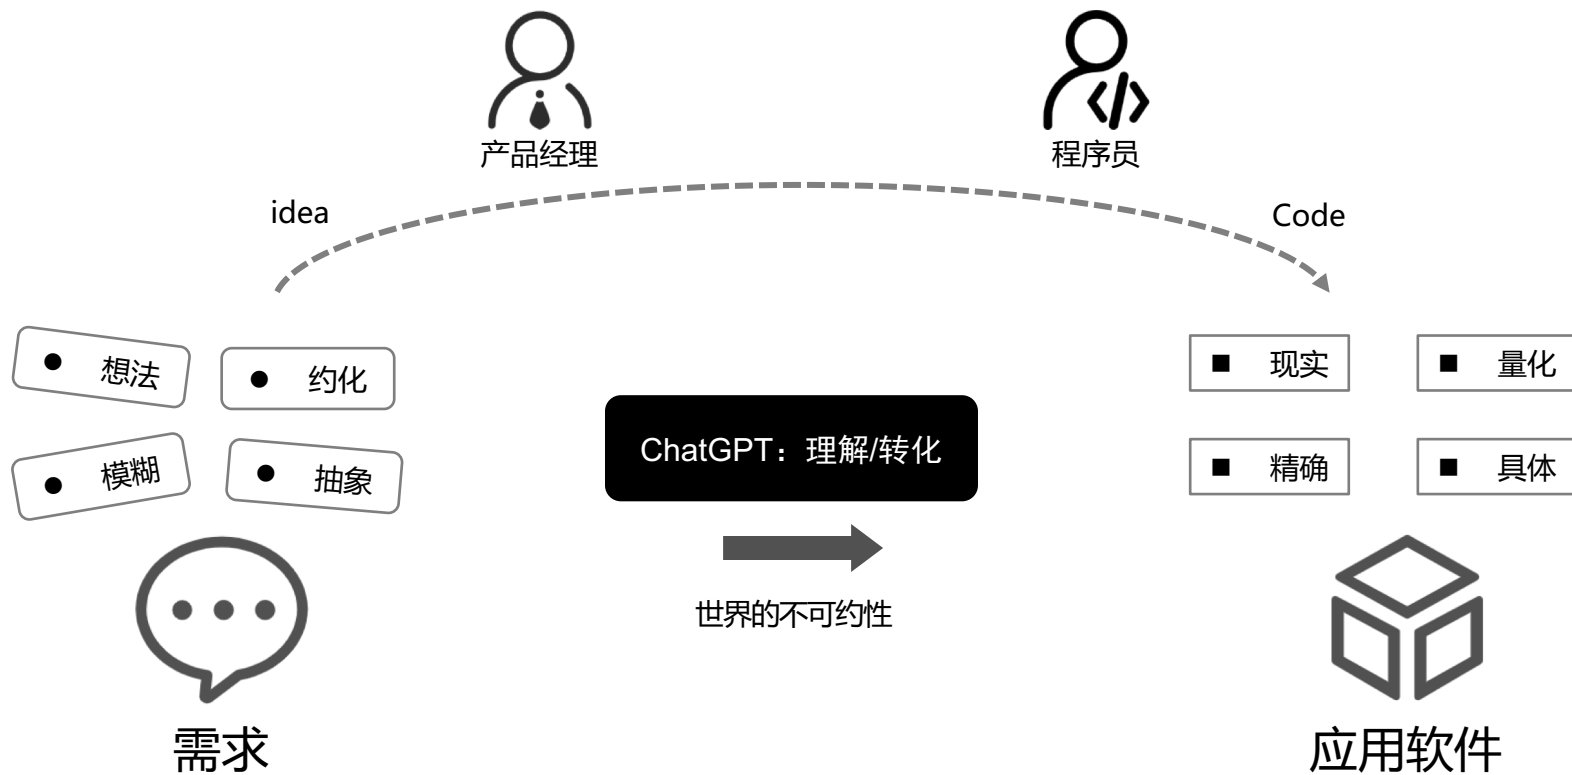 产品经理
程序员
idea
Code
想法
约化
模糊
抽象
ChatGPT：理解/转化
世界的不可约性
现实
量化
精确
具体
需求
应用软件